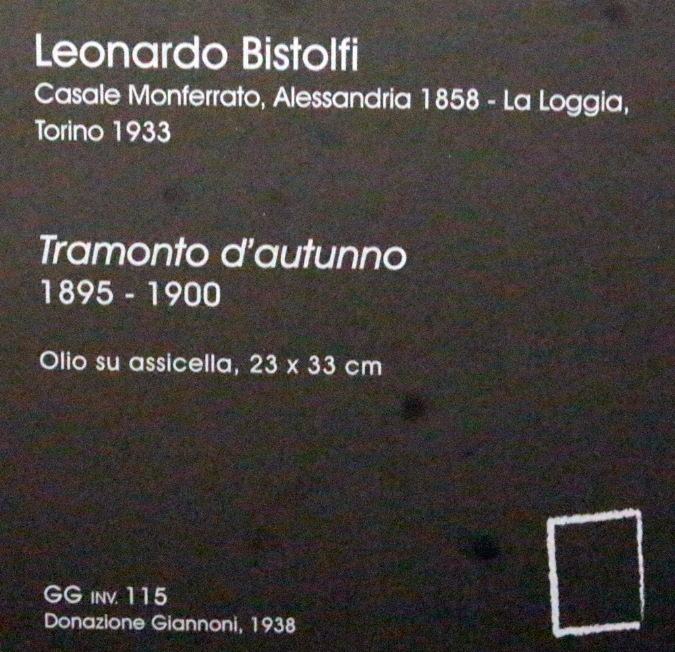 Leonardo Bistolfi
Casale Monferrato, Alessandria 1858 - La Loggia,
Torino 1933
Tramonto d'autunno
1895 - 1900
Olio su assicella, 23 x 33 cm
GG INV. 115
Donazione Giannoni, 1938